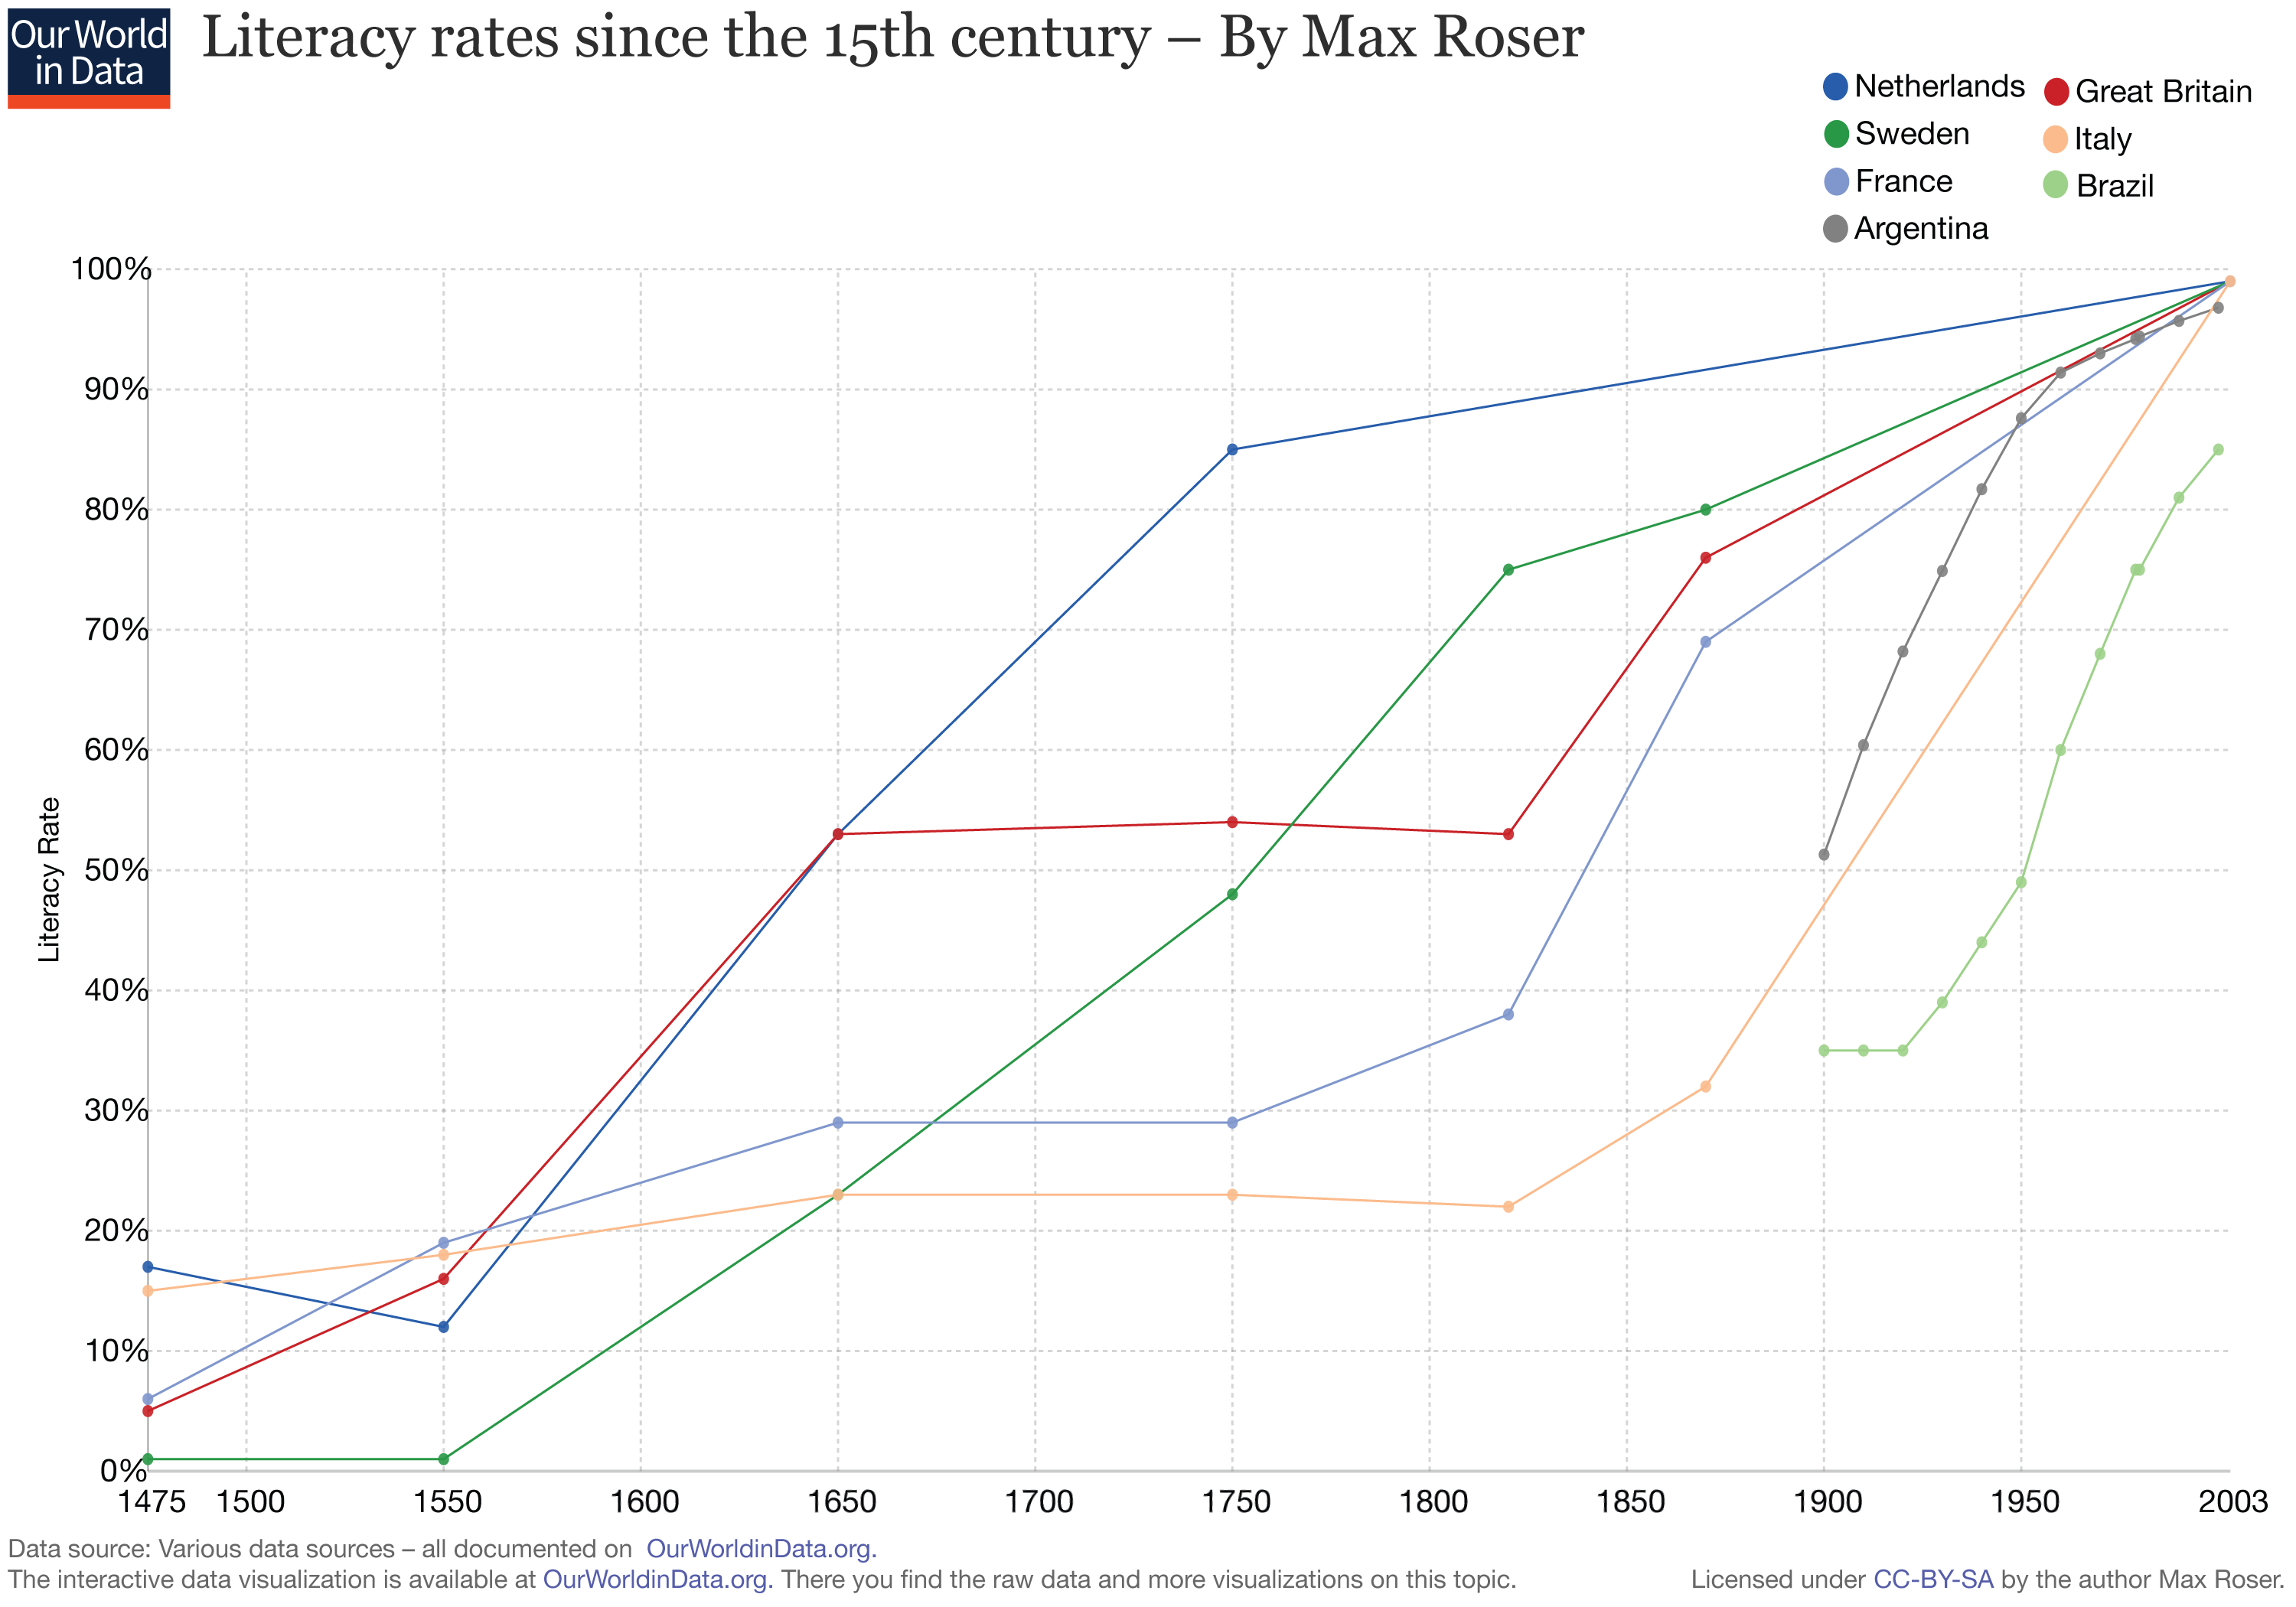 Our World
in Data
Literacy rates since the 15th century – By Max Roser
Netherlands
Great Britain
Sweden
Italy
France
Brazil
Argentina
100%
90%
80%
70%
60%
50%
40%
30%
20%
10%
0%
Literacy Rate
1475 1500 1550 1600 1650 1700 1750 1800 1850 1900 1950 2003
Data source: Various data sources – all documented on OurWorldinData.org.
The interactive data visualization is available at OurWorldinData.org. There you find the raw data and more visualizations on this topic.
Licensed under CC-BY-SA by the author Max Roser.